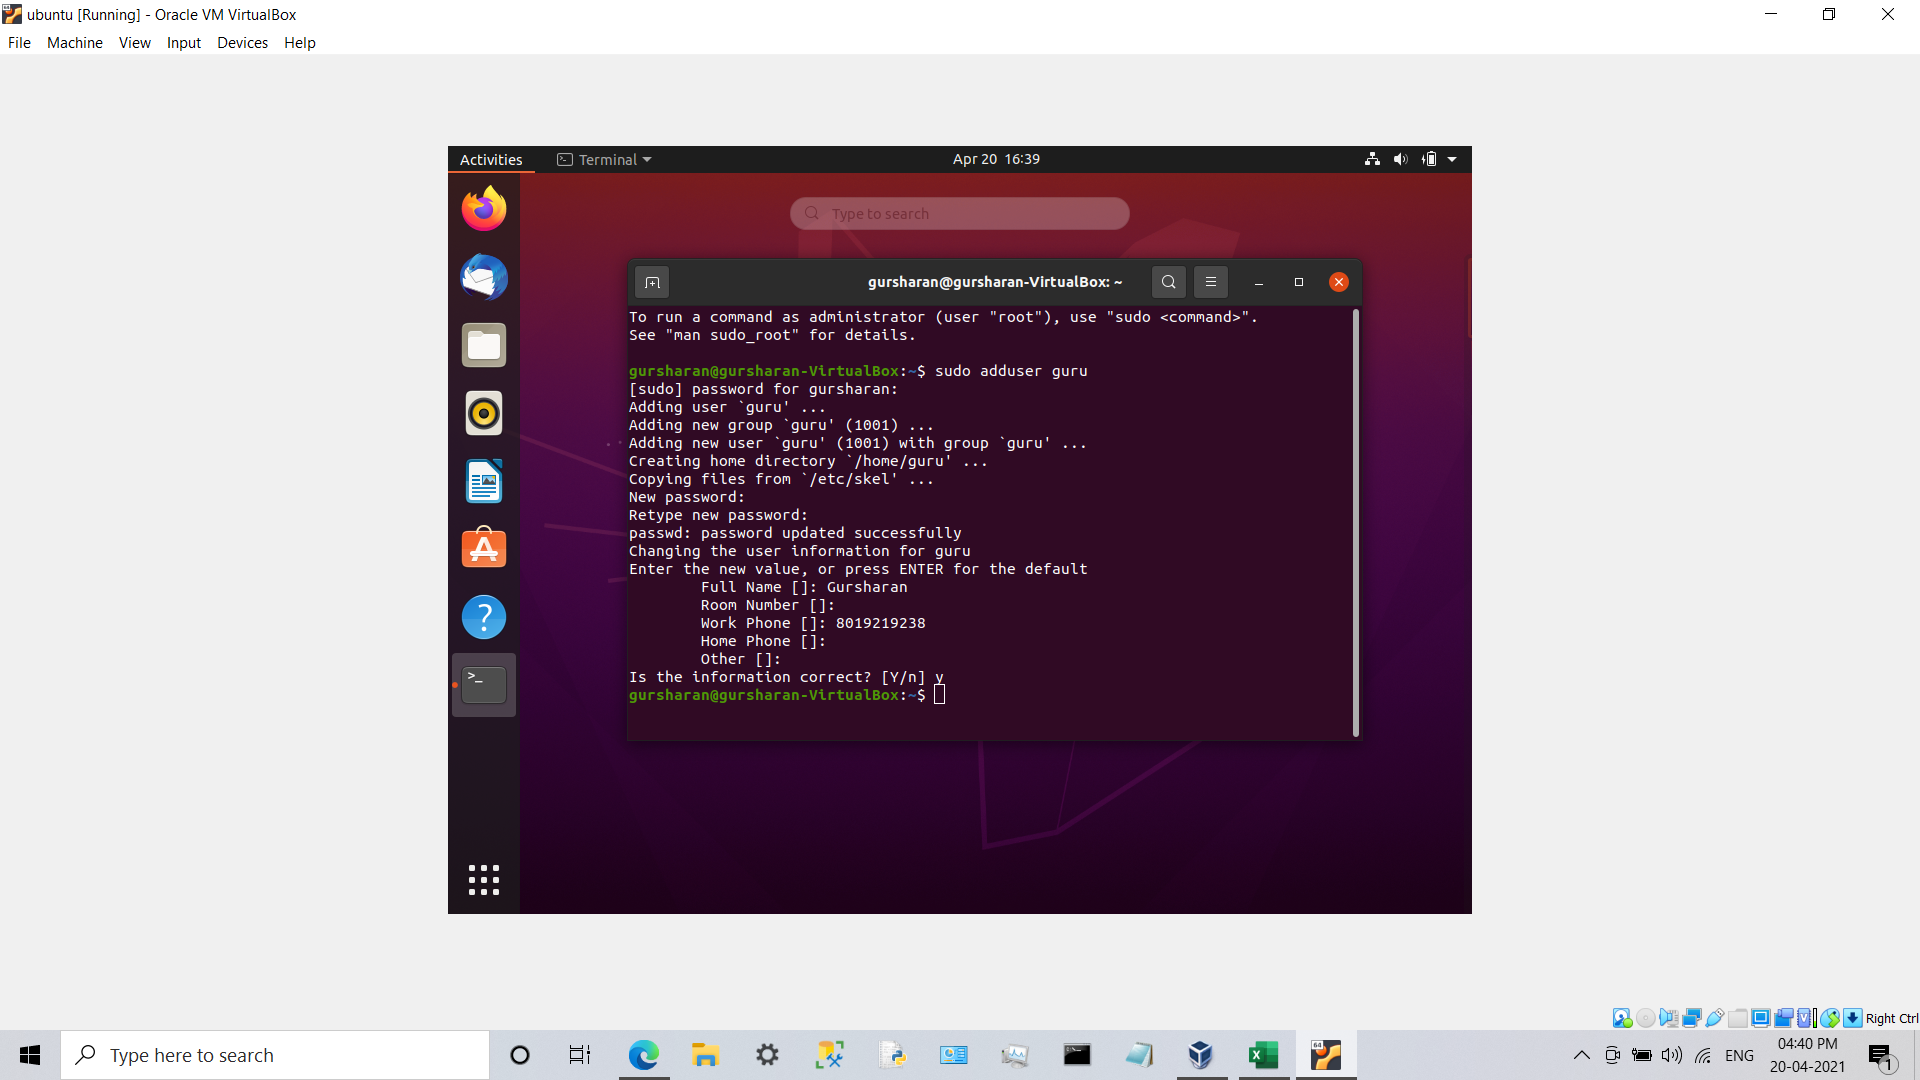 ubuntu [Running] - Oracle VM VirtualBox
File Machine View Input Devices Help
Activities Terminal Apr 20 16:39
Type to search
gursharan@gursharan-VirtualBox: ~
To run a command as administrator (user "root"), use "sudo <command>".
See "man sudo_root" for details.
gursharan@gursharan-VirtualBox:~$ sudo adduser guru
[sudo] password for gursharan:
Adding user `guru' ...
Adding new group `guru' (1001) ...
Adding new user `guru' (1001) with group `guru' ...
Creating home directory `/home/guru' ...
Copying files from `/etc/skel' ...
New password:
Retype new password:
passwd: password updated successfully
Changing the user information for guru
Enter the new value, or press ENTER for the default
Full Name []: Gursharan
Room Number []:
Work Phone []: 8019219238
Home Phone []:
Other []:
Is the information correct? [Y/n] y
gursharan@gursharan-VirtualBox:~$
Right Ctrl
Type here to search
ENG
04:40 PM
20-04-2021
1